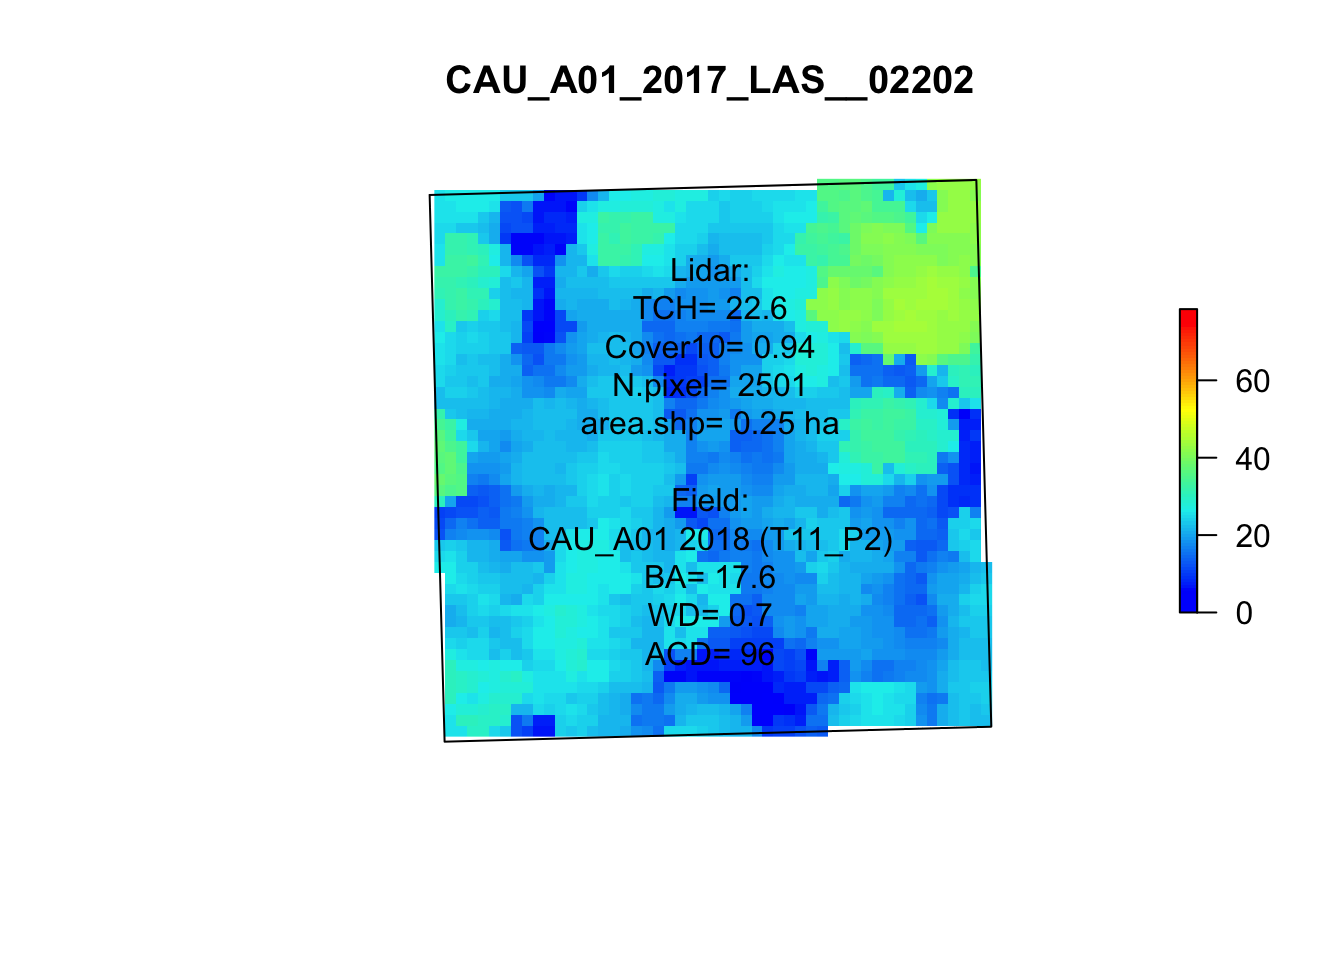 CAU_A01_2017_LAS__02202
Lidar:
TCH= 22.6
Cover10= 0.94
N.pixel= 2501
area.shp= 0.25 ha
Field:
CAU_A01 2018 (T11_P2)
BA= 17.6
WD= 0.7
ACD= 96
60
40
20
0